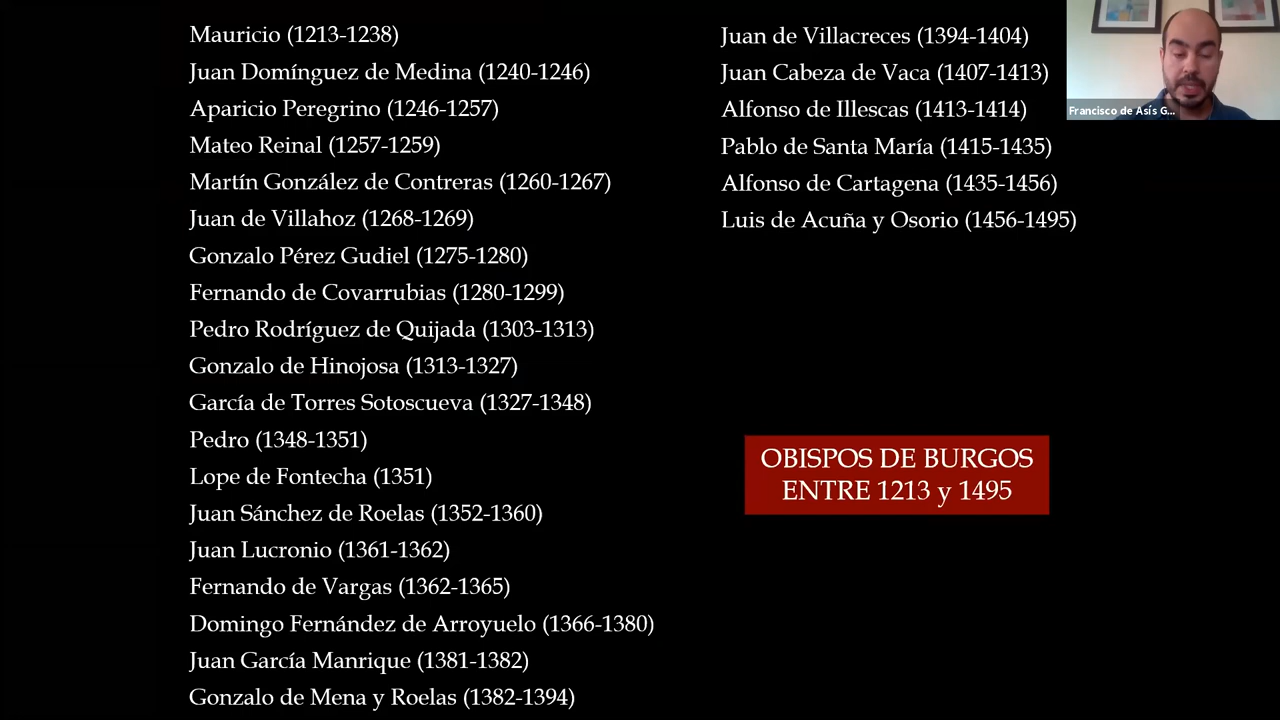 Mauricio (1213-1238)
Juan Domínguez de Medina (1240-1246)
Aparicio Peregrino (1246-1257)
Mateo Reinal (1257-1259)
Martín González de Contreras (1260-1267)
Juan de Villahoz (1268-1269)
Gonzalo Pérez Gudiel (1275-1280)
Fernando de Covarrubias (1280-1299)
Pedro Rodríguez de Quijada (1303-1313)
Gonzalo de Hinojosa (1313-1327)
García de Torres Sotoscueva (1327-1348)
Pedro (1348-1351)
Lope de Fontecha (1351)
Juan Sánchez de Roelas (1352-1360)
Juan Lucronio (1361-1362)
Fernando de Vargas (1362-1365)
Domingo Fernández de Arroyuelo (1366-1380)
Juan García Manrique (1381-1382)
Gonzalo de Mena y Roelas (1382-1394)
Juan de Villacreces (1394-1404)
Juan Cabeza de Vaca (1407-1413)
Alfonso de Illescas (1413-1414)
Pablo de Santa María (1415-1435)
Alfonso de Cartagena (1435-1456)
Luis de Acuña y Osorio (1456-1495)
OBISPOS DE BURGOS
ENTRE 1213 y 1495
Francisco de Asís G...